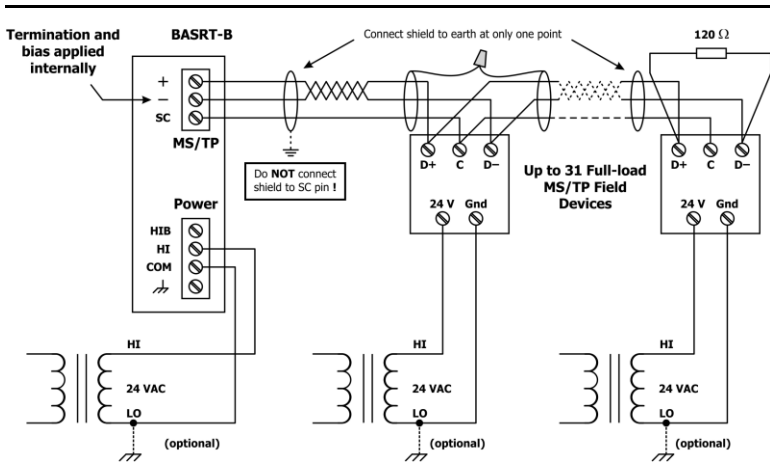 Termination and
bias applied
internally
BASRT-B
Connect shield to earth at only one point
120 Ω
+
−
SC
MS/TP
Do NOT connect
shield to SC pin !
D+ C D−
Up to 31 Full-load
MS/TP Field
Devices
D+ C D−
24 V Gnd
24 V Gnd
Power
HIB
HI
COM
HI
24 VAC
LO
(optional)
HI
24 VAC
LO
(optional)
HI
24 VAC
LO
(optional)